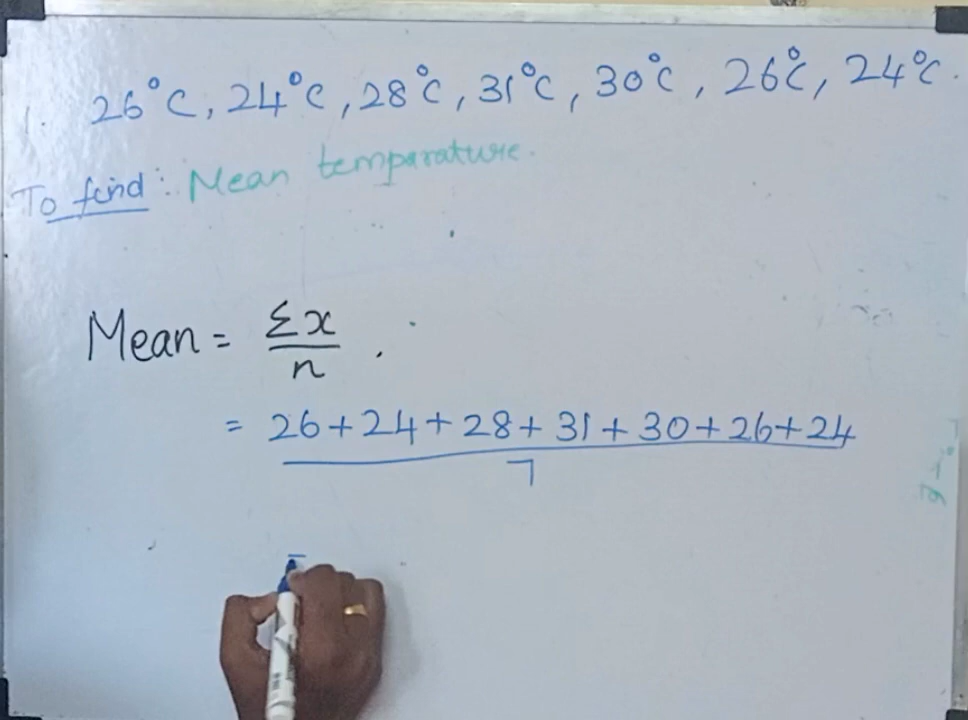 1. 26°C, 24°C, 28°C, 31°C, 30°C, 26°C, 24°C.
To find: Mean temparature.
Mean = Σx / n .
= 26+24+28+31+30+26+24 / 7